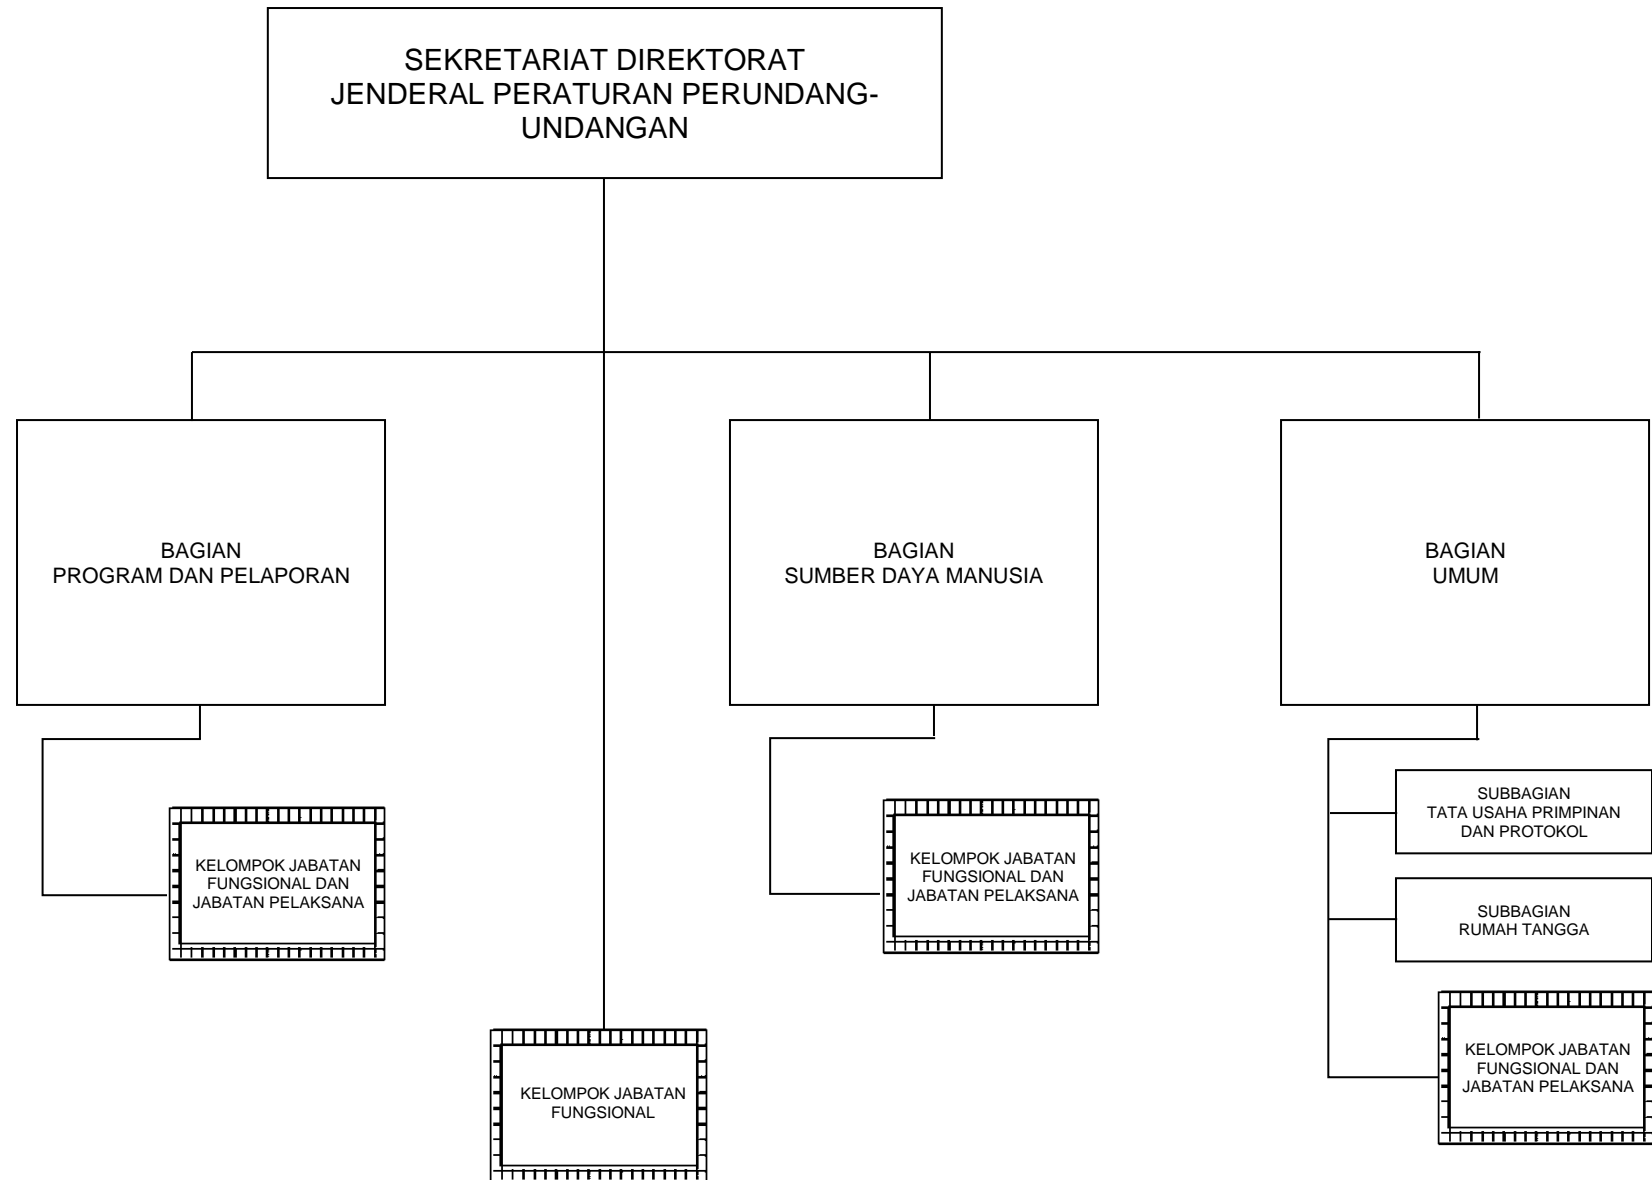 SEKRETARIAT DIREKTORAT
JENDERAL PERATURAN PERUNDANG-
UNDANGAN
BAGIAN
PROGRAM DAN PELAPORAN
BAGIAN
SUMBER DAYA MANUSIA
BAGIAN
UMUM
KELOMPOK JABATAN
FUNGSIONAL DAN
JABATAN PELAKSANA
KELOMPOK JABATAN
FUNGSIONAL DAN
JABATAN PELAKSANA
SUBBAGIAN
TATA USAHA PRIMPINAN
DAN PROTOKOL
SUBBAGIAN
RUMAH TANGGA
KELOMPOK JABATAN
FUNGSIONAL DAN
JABATAN PELAKSANA
KELOMPOK JABATAN
FUNGSIONAL